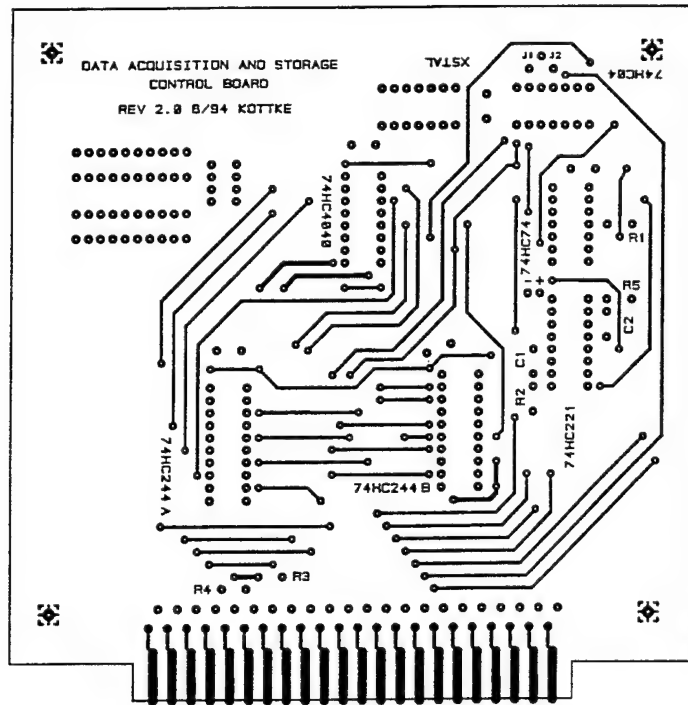 DATA ACQUISITION AND STORAGE
CONTROL BOARD
REV 2.0 8/94 KOTTKE
XSTAL
J1 J2
74HC04
74HC4040
74HC74
R1
- +
R5
C2
C1
R2
74HC221
74HC244 A
74HC244 B
R3
R4